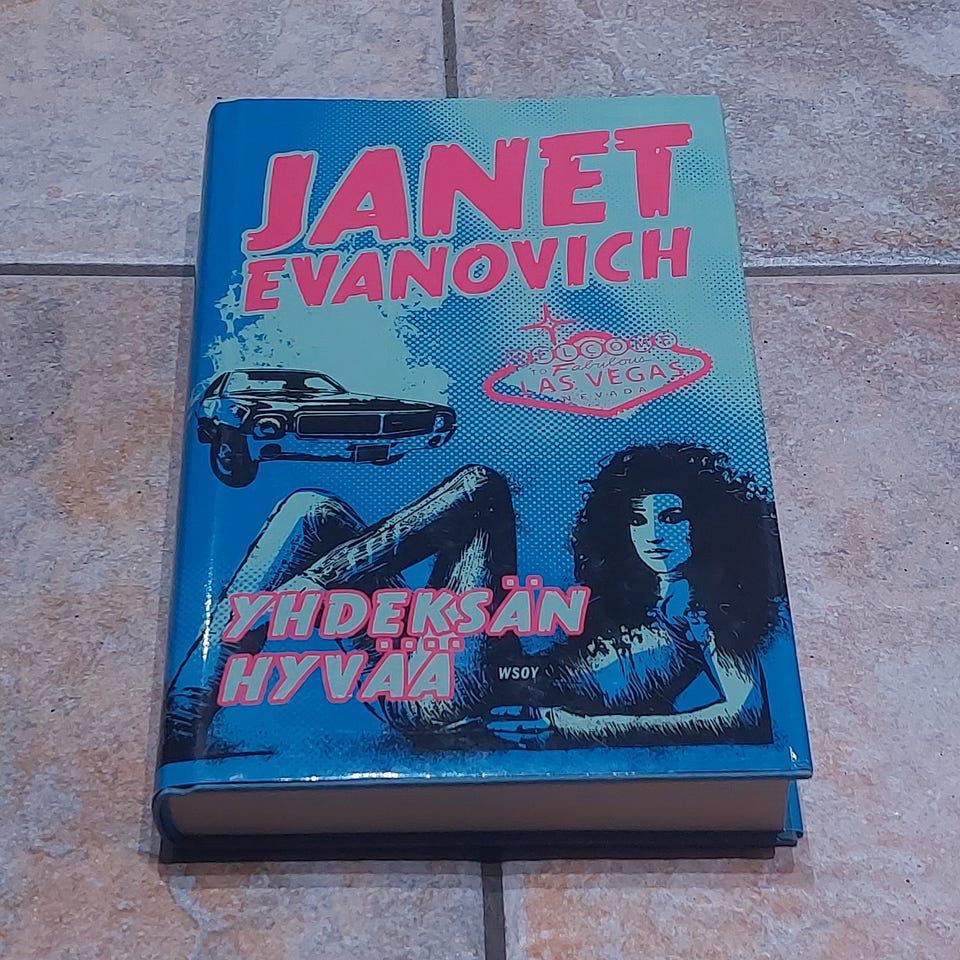 JANET
EVANOVICH
WELCOME
TO Fabulous
LAS VEGAS
NEVADA
YHDEKSÄN
HYVÄÄ
WSOY